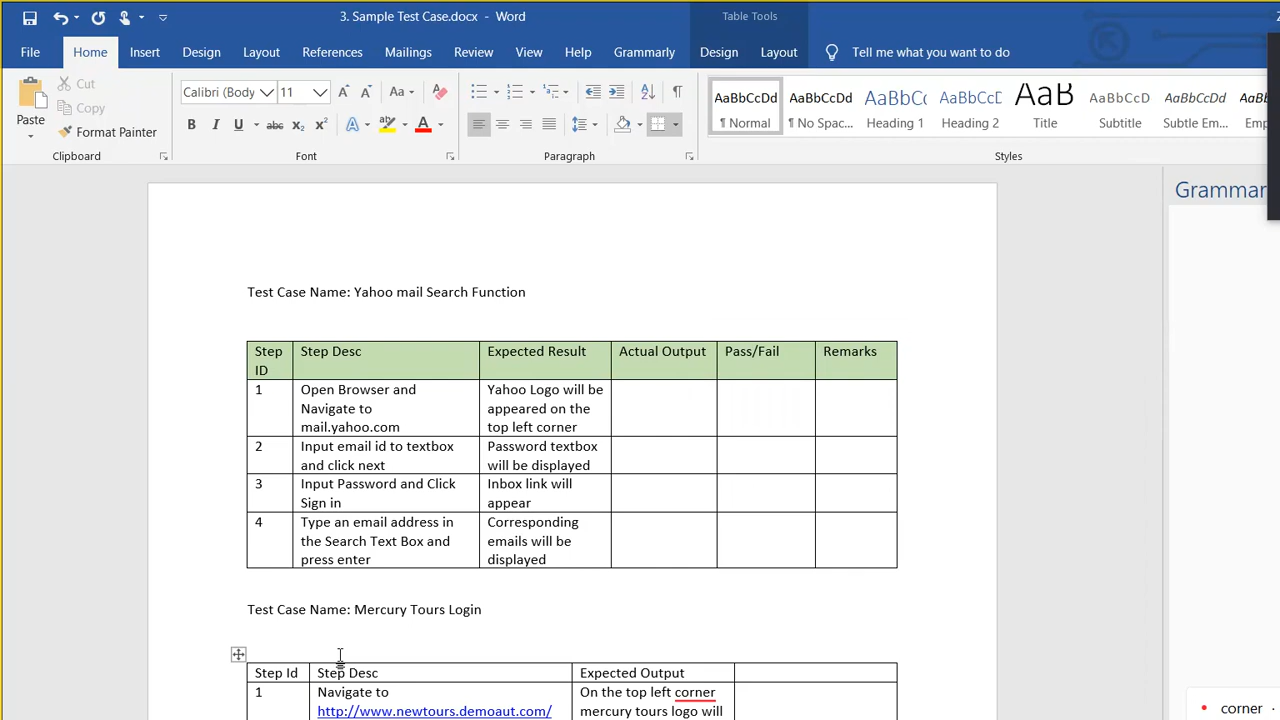 3. Sample Test Case.docx - Word
Table Tools
File Home Insert Design Layout References Mailings Review View Help Grammarly Design Layout Tell me what you want to do
Cut
Copy
Paste
Format Painter
Clipboard
Calibri (Body 11
Font
Paragraph
AaBbCcDd AaBbCcDd AaBbCc AaBbCcC AaB AaBbCcD AaBbCcDd AaBbCcD
¶ Normal ¶ No Spac... Heading 1 Heading 2 Title Subtitle Subtle Em... Emp
Styles
Gramma
Test Case Name: Yahoo mail Search Function
Step ID Step Desc Expected Result Actual Output Pass/Fail Remarks
1 Open Browser and Yahoo Logo will be
Navigate to appeared on the
mail.yahoo.com top left corner
2 Input email id to textbox Password textbox
and click next will be displayed
3 Input Password and Click Inbox link will
Sign in appear
4 Type an email address in Corresponding
the Search Text Box and emails will be
press enter displayed
Test Case Name: Mercury Tours Login
Step Id Step Desc Expected Output
1 Navigate to On the top left corner
http://www.newtours.demoaut.com/ mercury tours logo will
corner ·